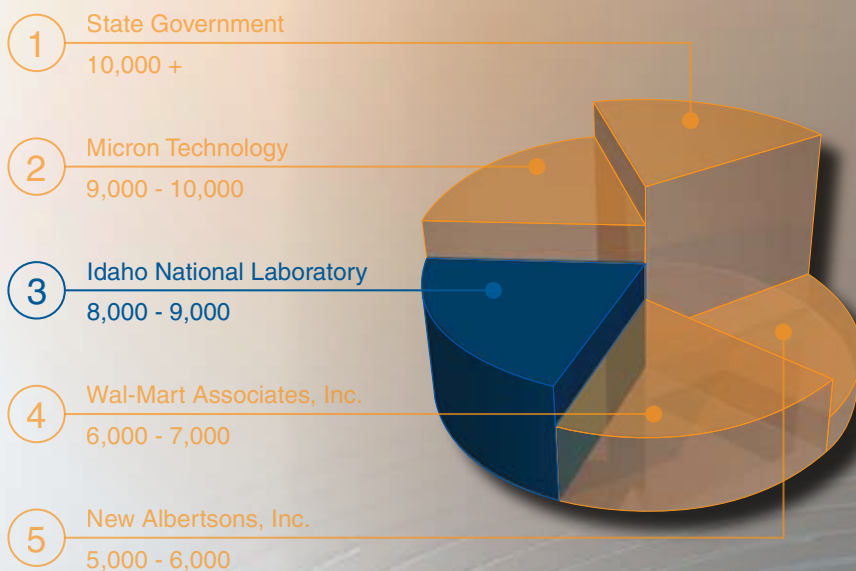 1
State Government
10,000 +
2
Micron Technology
9,000 - 10,000
3
Idaho National Laboratory
8,000 - 9,000
4
Wal-Mart Associates, Inc.
6,000 - 7,000
5
New Albertsons, Inc.
5,000 - 6,000